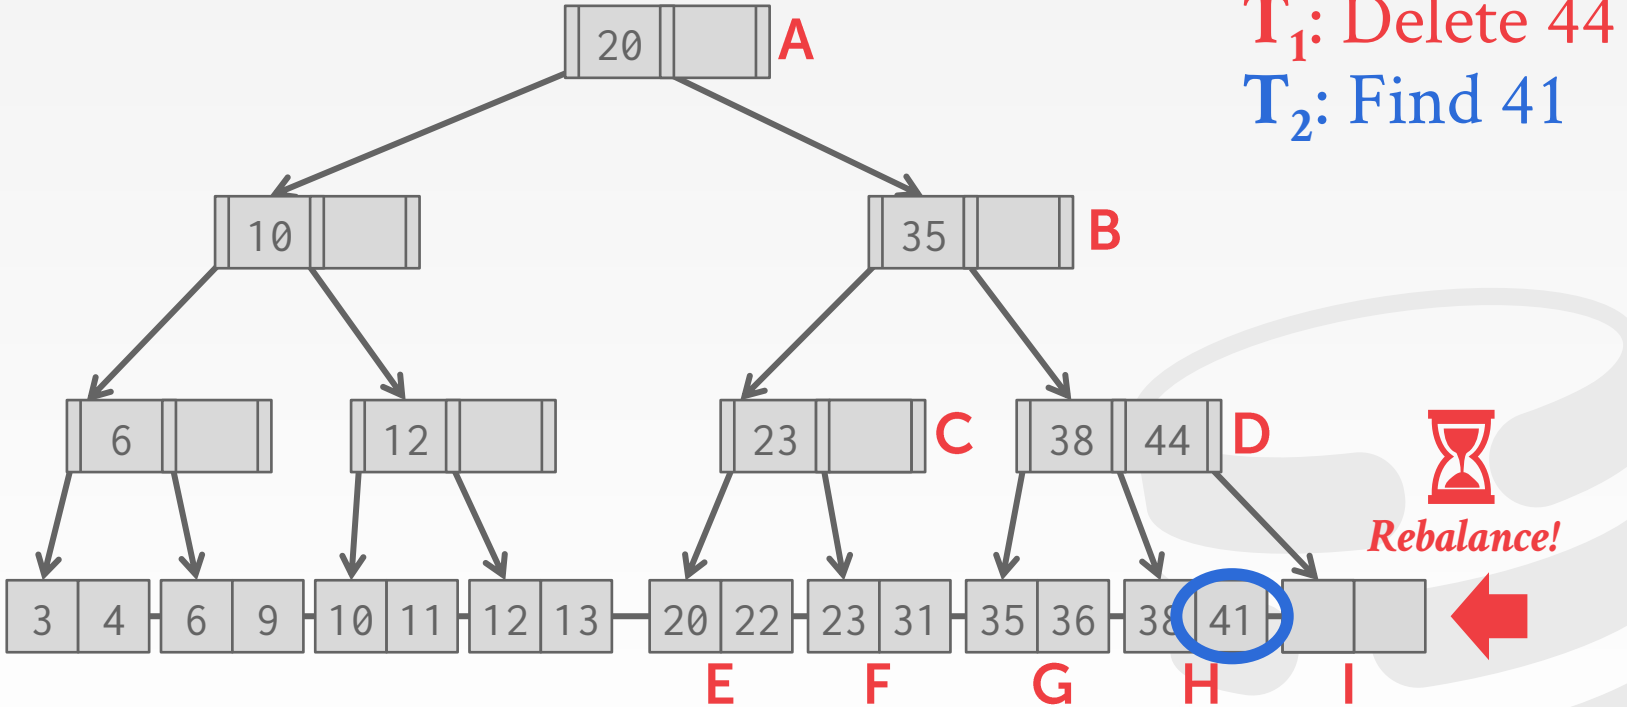 T1: Delete 44
T2: Find 41
20 A
10
35 B
6
12
23 C
38 44 D
Rebalance!
3 4 6 9 10 11 12 13 20 22 23 31 35 36 38 41
E F G H I